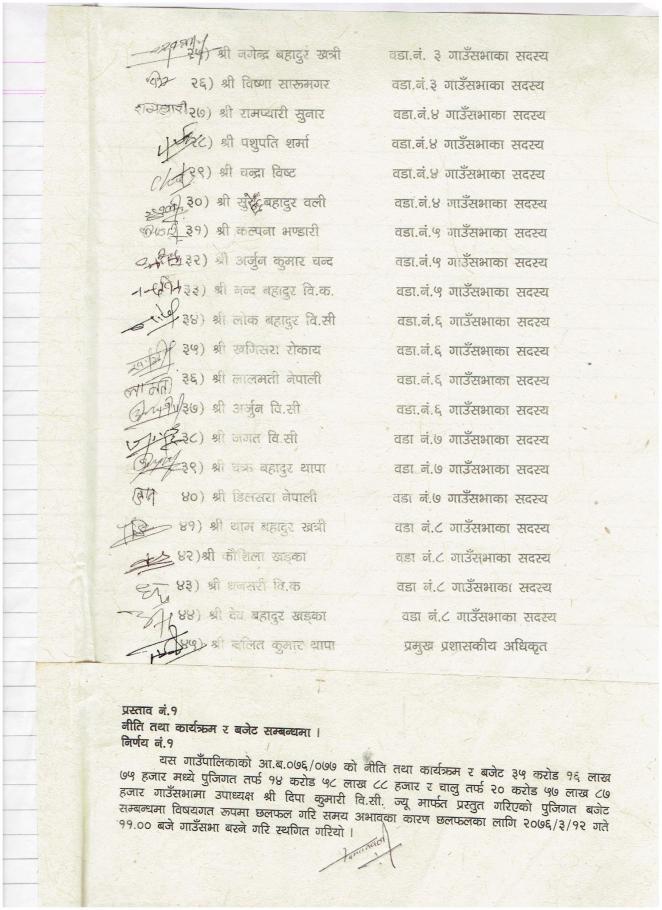 २५) श्री नगेन्द्र बहादुर खत्री वडा.नं. ३ गाउँसभाका सदस्य
२६) श्री विष्णा सारूमगर वडा.नं.३ गाउँसभाका सदस्य
२७) श्री रामप्यारी सुनार वडा.नं.४ गाउँसभाका सदस्य
२८) श्री पशुपति शर्मा वडा.नं.४ गाउँसभाका सदस्य
२९) श्री चन्द्रा विष्ट वडा.नं.४ गाउँसभाका सदस्य
३०) श्री बहादुर वली वडा.नं.४ गाउँसभाका सदस्य
३१) श्री कल्पना भण्डारी वडा.नं.५ गाउँसभाका सदस्य
३२) श्री अर्जुन कुमार चन्द वडा.नं.५ गाउँसभाका सदस्य
३३) श्री नन्द बहादुर वि.क. वडा.नं.५ गाउँसभाका सदस्य
३४) श्री लोक बहादुर वि.सी वडा.नं.६ गाउँसभाका सदस्य
३५) श्री खगिसरा रोकाय वडा.नं.६ गाउँसभाका सदस्य
३६) श्री लालमती नेपाली वडा.नं.६ गाउँसभाका सदस्य
३७) श्री अर्जुन वि.सी वडा.नं.६ गाउँसभाका सदस्य
३८) श्री जगत वि.सी वडा नं.७ गाउँसभाका सदस्य
३९) श्री चक्र बहादुर थापा वडा नं.७ गाउँसभाका सदस्य
४०) श्री डिलसरा नेपाली वडा नं.७ गाउँसभाका सदस्य
४१) श्री थाम बहादुर खत्री वडा नं.८ गाउँसभाका सदस्य
४२)श्री कौशिला खड्का वडा नं.८ गाउँसभाका सदस्य
४३) श्री धनसरी वि.क वडा नं.८ गाउँसभाका सदस्य
४४) श्री देव बहादुर खड्का वडा नं.८ गाउँसभाका सदस्य
४५) श्री ललित कुमार थापा प्रमुख प्रशासकीय अधिकृत
प्रस्ताव नं.१
नीति तथा कार्यक्रम र बजेट सम्बन्धमा ।
निर्णय नं.१
यस गाउँपालिकाको आ.ब.०७६/०७७ को नीति तथा कार्यक्रम र बजेट ३५ करोड १६ लाख
७५ हजार मध्ये पुजिगत तर्फ १४ करोड ५८ लाख ८८ हजार र चालु तर्फ २० करोड ५७ लाख ८७
हजार गाउँसभामा उपाध्यक्ष श्री दिपा कुमारी वि.सी. ज्यू मार्फत प्रस्तुत गरिएको पुजिगत बजेट
सम्बन्धमा विषयगत रूपमा छलफल गरि समय अभावका कारण छलफलका लागि २०७६/३/१२ गते
११.०० बजे गाउँसभा बस्ने गरि स्थगित गरियो ।